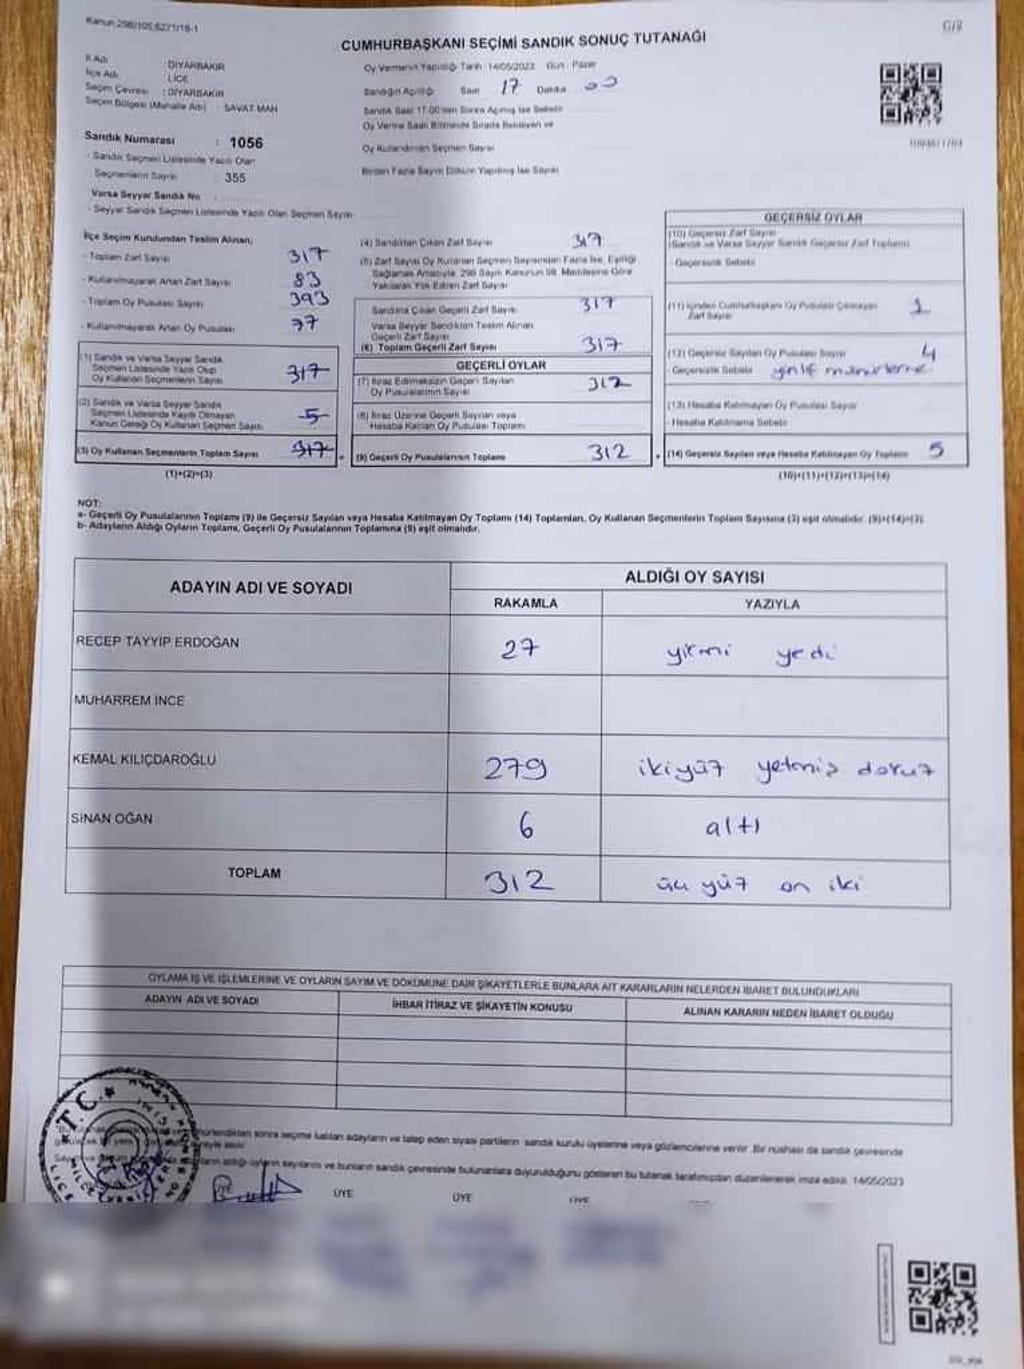 Kanun:298/105,6271/18-1
CUMHURBAŞKANI SEÇİMİ SANDIK SONUÇ TUTANAĞI
İl Adı : DİYARBAKIR
İlçe Adı : LİCE
Seçim Çevresi : DİYARBAKIR
Seçim Bölgesi (Muhalle Adı) : SAVAT MAH
Oy Vermenin Yapıldığı Tarih :14/05/2023 Gün : Pazar
Sandığın Açıldığı Saat 17 Dakika 00
Sandık Saat 17:00'dan Sonra Açılmış İse Sebebi
Oy Verme Saati Bitiminde Sırada Bekleyen ve
Oy Kullandırılan Seçmen Sayısı
Birden Fazla Sayım Döküm Yapılmış İse Sayısı
Sandık Numarası : 1056
- Sandık Seçmen Listesinde Yazılı Olan
Seçmenlerin Sayısı : 355
Varsa Seyyar Sandık No
- Seyyar Sandık Seçmen Listesinde Yazılı Olan Seçmen Sayısı
İlçe Seçim Kurulundan Teslim Alınan;
- Toplam Zarf Sayısı 317
- Kullanılmayarak Artan Zarf Sayısı 83
- Toplam Oy Pusulası Sayısı 393
- Kullanılmayarak Artan Oy Pusulası 77
(1) Sandık ve Varsa Seyyar Sandık
Seçmen Listesinde Yazılı Olup
Oy Kullanan Seçmenlerin Sayısı 317
(2) Sandık ve Varsa Seyyar Sandık
Seçmen Listesinde Kayıtlı Olmayan
Kanun Gereği Oy Kullanan Seçmen Sayısı 5
(3) Oy Kullanan Seçmenlerin Toplam Sayısı 317
(1)+(2)=(3)
(4) Sandıktan Çıkan Zarf Sayısı 317
(5) Zarf Sayısı Oy Kullanan Seçmen Sayısından Fazla İse, Eşitliği
Sağlamak Amacıyla, 298 Sayılı Kanunun 98. Maddesine Göre
Yakılarak Yok Edilen Zarf Sayısı
Sandıkta Çıkan Geçerli Zarf Sayısı 317
Varsa Seyyar Sandıktan Teslim Alınan
Geçerli Zarf Sayısı
(6) Toplam Geçerli Zarf Sayısı 317
GEÇERLİ OYLAR
(7) İtiraz Edilmeksizin Geçerli Sayılan
Oy Pusulalarının Sayısı 312
(8) İtiraz Üzerine Geçerli Sayılan veya
Hesaba Katılan Oy Pusulası Toplamı
(9) Geçerli Oy Pusulalarının Toplamı 312
GEÇERSİZ OYLAR
(10) Geçersiz Zarf Sayısı
(Sandık ve Varsa Seyyar Sandık Geçersiz Zarf Toplamı)
- Geçersizlik Sebebi
(11) İçinden Cumhurbaşkanı Oy Pusulası Çıkmayan
Zarf Sayısı 1
(12) Geçersiz Sayılan Oy Pusulası Sayısı 4
- Geçersizlik Sebebi
(13) Hesaba Katılmayan Oy Pusulası Sayısı
- Hesaba Katılmama Sebebi
(14) Geçersiz Sayılan veya Hesaba Katılmayan Oy Toplamı 5
(10)+(11)+(12)+(13)=(14)
NOT:
a- Geçerli Oy Pusulalarının Toplamı (9) ile Geçersiz Sayılan veya Hesaba Katılmayan Oy Toplamı (14) Toplamları, Oy Kullanan Seçmenlerin Toplam Sayısına (3) eşit olmalıdır. (9)+(14)=(3)
b- Adayların Aldığı Oyların Toplamı, Geçerli Oy Pusulalarının Toplamına (9) eşit olmalıdır.
ADAYIN ADI VE SOYADI
ALDIĞI OY SAYISI
RAKAMLA YAZIYLA
RECEP TAYYİP ERDOĞAN 27 yirmi yedi
MUHARREM İNCE
KEMAL KILIÇDAROĞLU 279 ikiyüz yetmiş dokuz
SİNAN OĞAN 6 altı
TOPLAM 312 üç yüz on iki
OYLAMA İŞ VE İŞLEMLERİNE VE OYLARIN SAYIM VE DÖKÜMÜNE DAİR ŞİKAYETLERLE BUNLARA AİT KARARLARIN NELERDEN İBARET BULUNDUKLARI
ADAYIN ADI VE SOYADI
İHBAR İTİRAZ VE ŞİKAYETİN KONUSU
ALINAN KARARIN NEDEN İBARET OLDUĞU
sonra seçime katılan adayların ve talep eden siyasi partilerin sandık kurulu üyelerine veya gözlemcilerine verilir. Bir nüshası da sandık çevresinde
aldığı oyların sayılarını ve bunların sandık çevresinde bulunanlara duyurulduğunu gösteren bu tutanak tarafımızdan düzenlenerek imza edildi. 14/05/2023
T.C.
LİCE
ÜYE ÜYE ÜYE